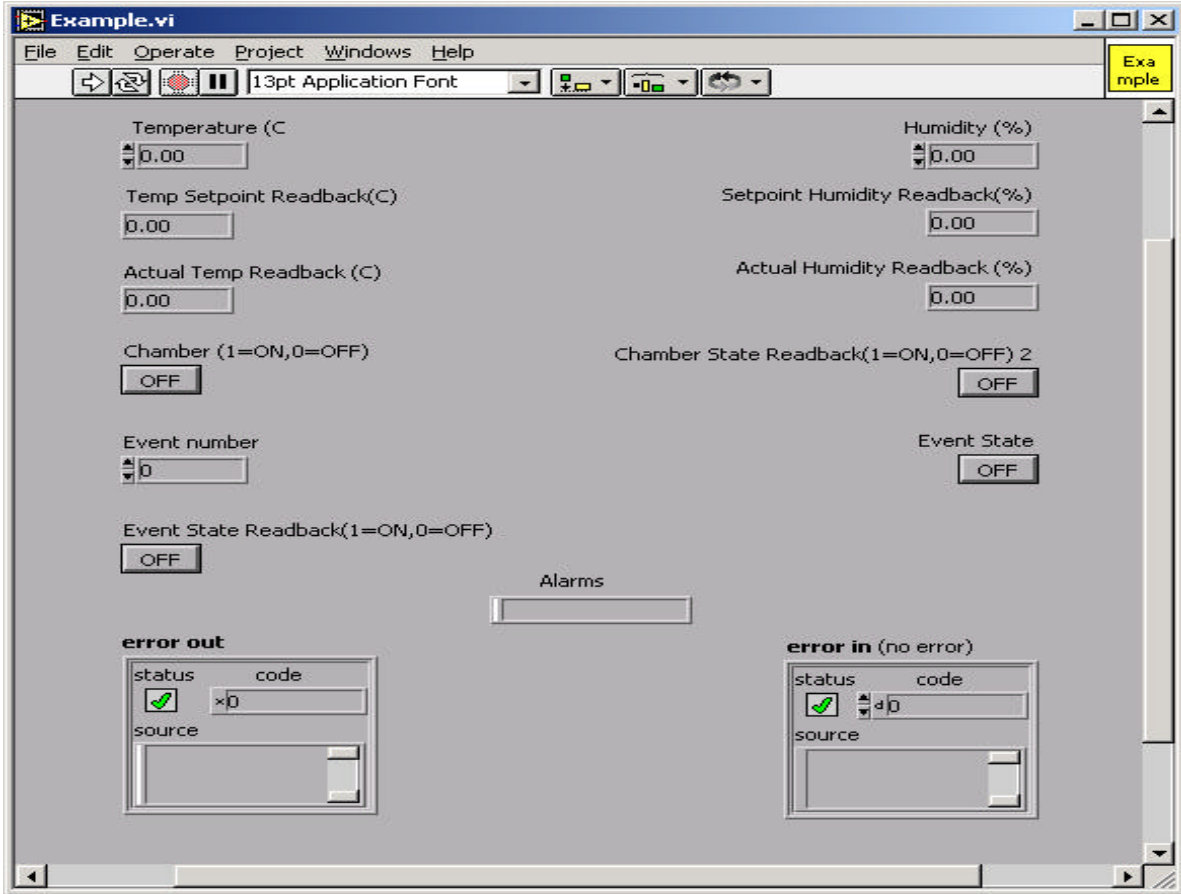 Example.vi
File Edit Operate Project Windows Help
13pt Application Font
Exa
mple
Temperature (C
0.00
Humidity (%)
0.00
Temp Setpoint Readback(C)
0.00
Setpoint Humidity Readback(%)
0.00
Actual Temp Readback (C)
0.00
Actual Humidity Readback (%)
0.00
Chamber (1=ON,0=OFF)
OFF
Chamber State Readback(1=ON,0=OFF) 2
OFF
Event number
0
Event State
OFF
Event State Readback(1=ON,0=OFF)
OFF
Alarms
error out
status code
x0
source
error in (no error)
status code
d0
source